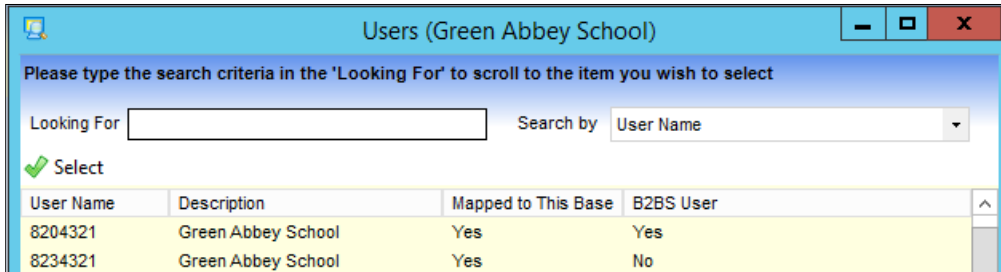 Users (Green Abbey School)
Please type the search criteria in the 'Looking For' to scroll to the item you wish to select
Looking For Search by User Name
Select
User Name Description Mapped to This Base B2BS User
8204321 Green Abbey School Yes Yes
8234321 Green Abbey School Yes No